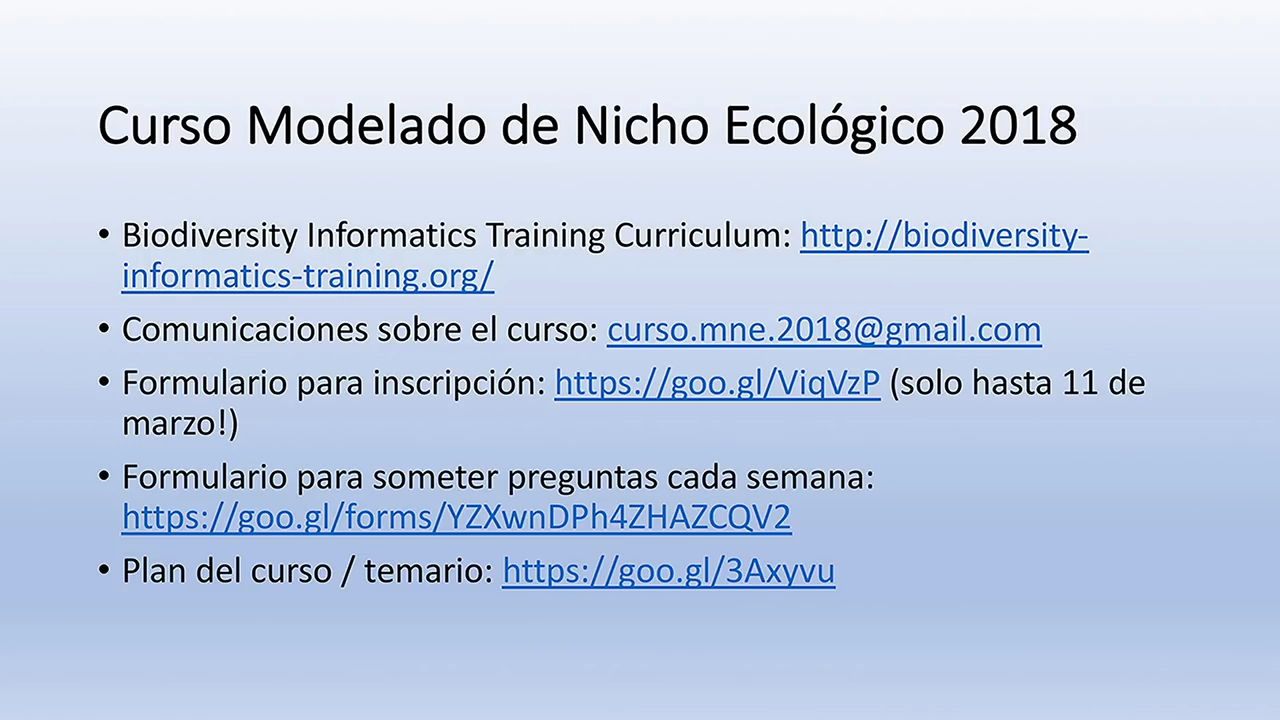 Curso Modelado de Nicho Ecológico 2018
• Biodiversity Informatics Training Curriculum: http://biodiversity-
informatics-training.org/
• Comunicaciones sobre el curso: curso.mne.2018@gmail.com
• Formulario para inscripción: https://goo.gl/ViqVzP (solo hasta 11 de
marzo!)
• Formulario para someter preguntas cada semana:
https://goo.gl/forms/YZXwnDPh4ZHAZCQV2
• Plan del curso / temario: https://goo.gl/3Axyvu